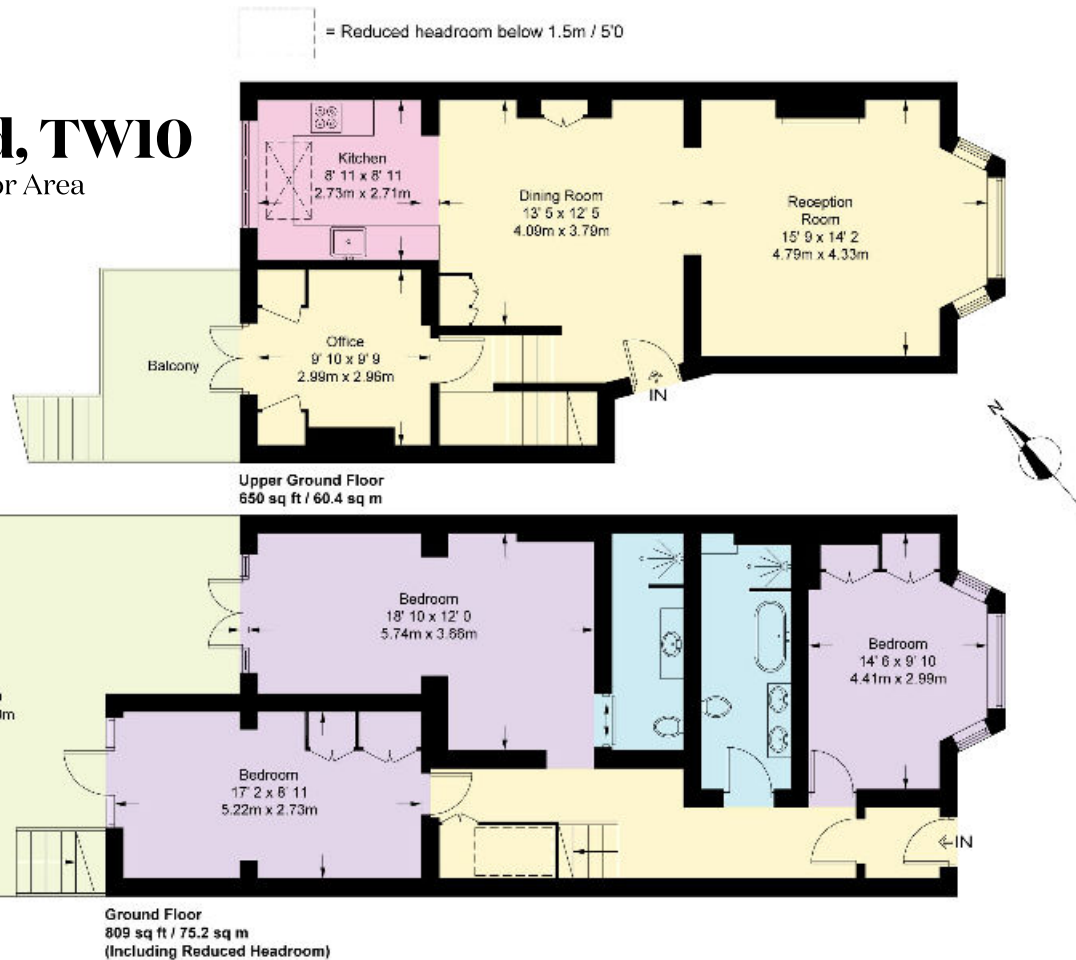 = Reduced headroom below 1.5m / 5'0
d, TW10
or Area
Kitchen
8' 11 x 8' 11
2.73m x 2.71m
Dining Room
13' 5 x 12' 5
4.09m x 3.79m
Reception
Room
15' 9 x 14' 2
4.79m x 4.33m
Balcony
Office
9' 10 x 9' 9
2.99m x 2.96m
IN
N
Upper Ground Floor
650 sq ft / 60.4 sq m
Bedroom
18' 10 x 12' 0
5.74m x 3.66m
Bedroom
14' 6 x 9' 10
4.41m x 2.99m
Bedroom
17' 2 x 8' 11
5.22m x 2.73m
IN
Ground Floor
809 sq ft / 75.2 sq m
(Including Reduced Headroom)